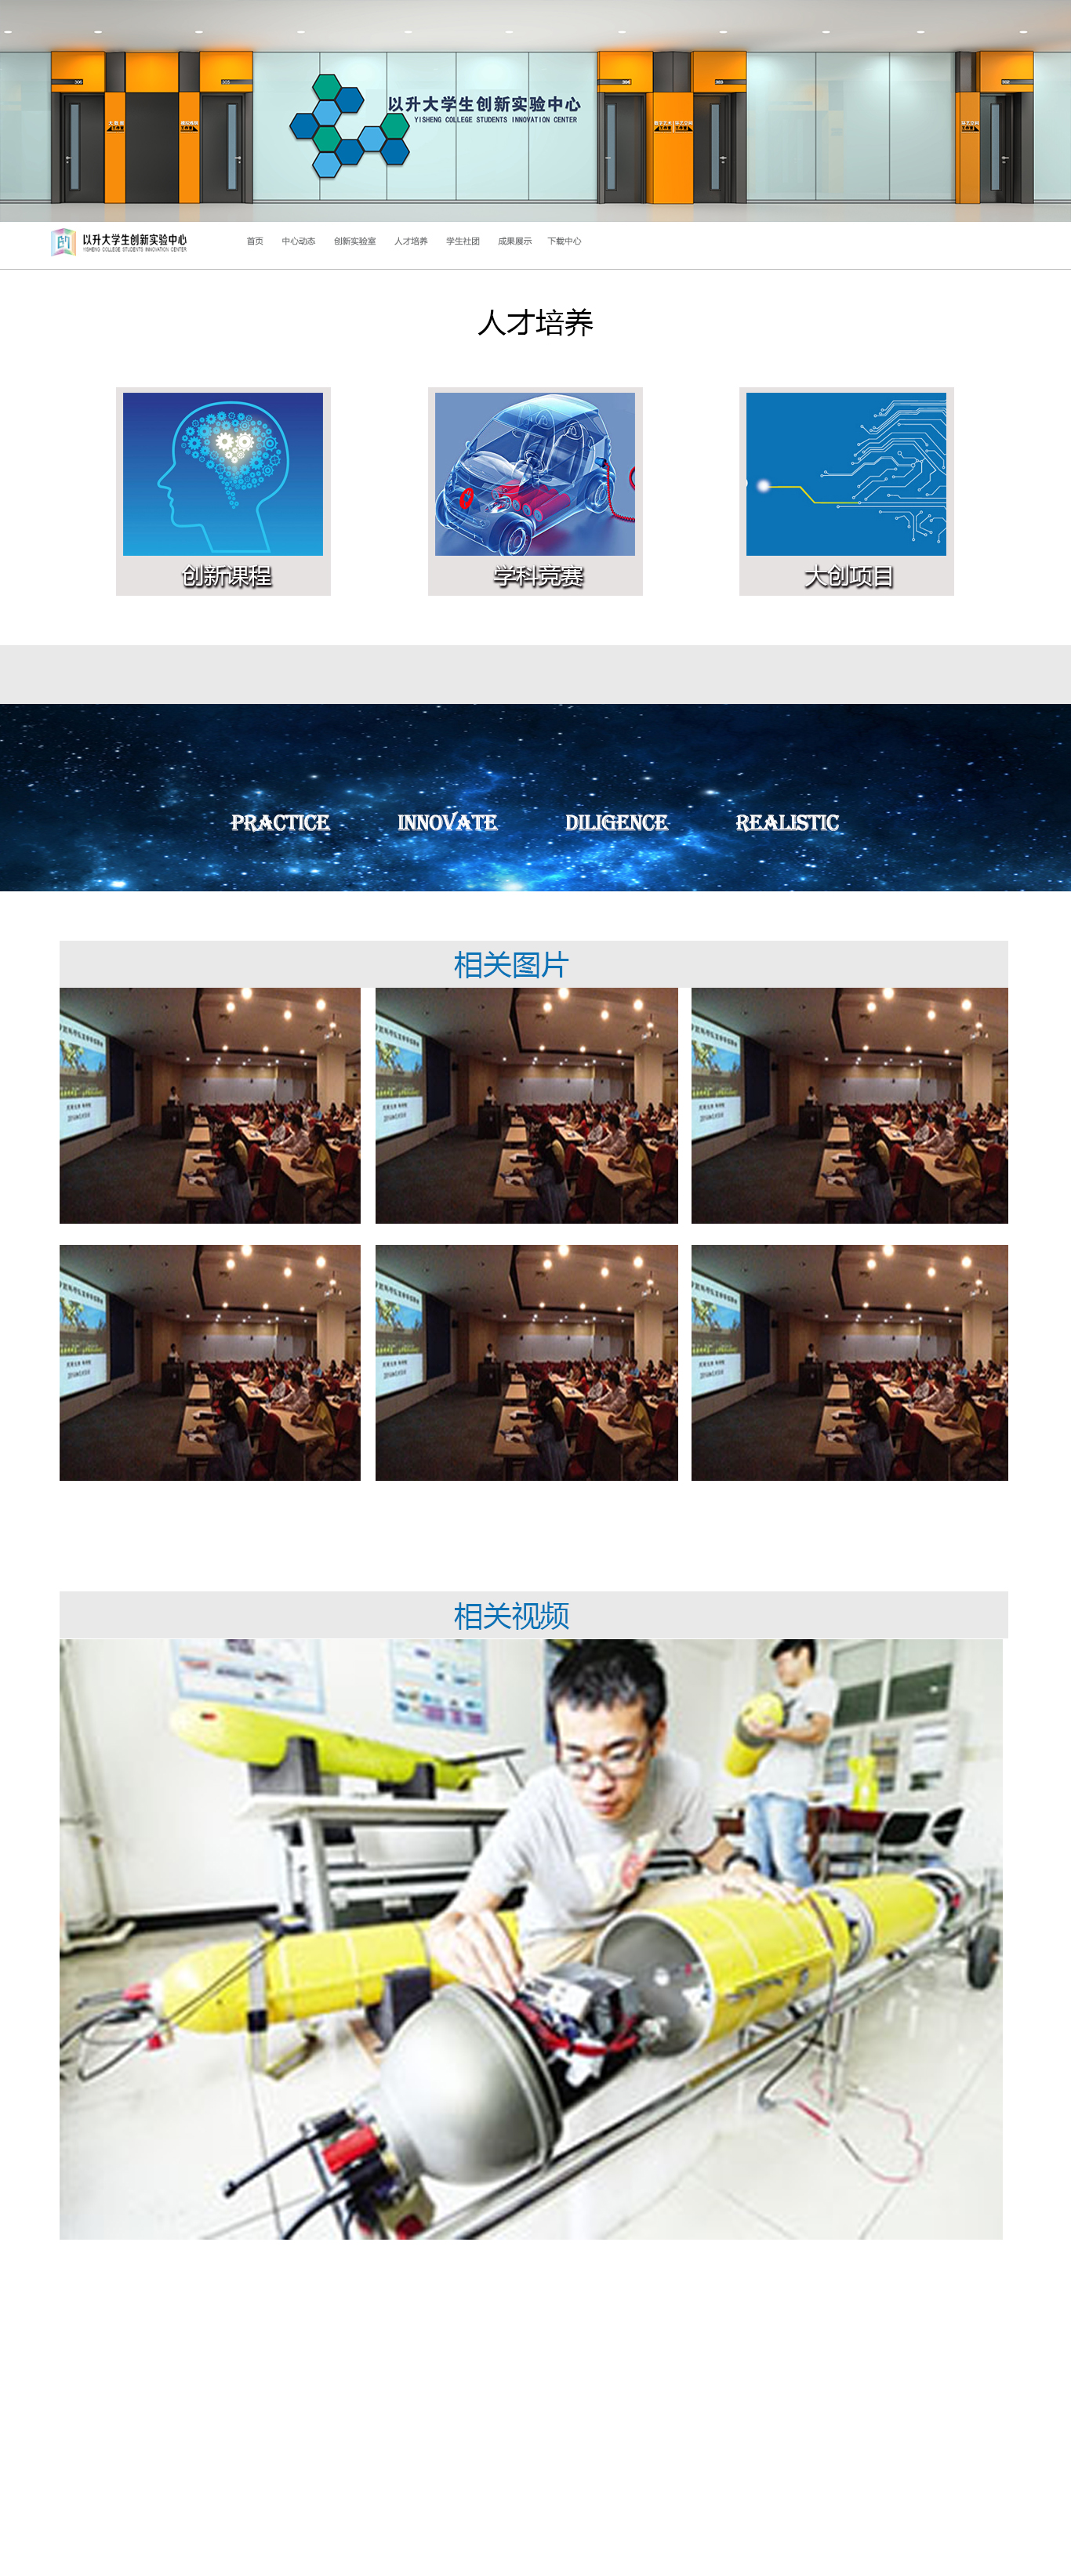 以升大学生创新实验中心
YISHENG COLLEGE STUDENTS INNOVATION CENTER
以升大学生创新实验中心
YISHENG COLLEGE STUDENTS INNOVATION CENTER
首页 中心动态 创新实验室 人才培养 学生社团 成果展示 下载中心
人才培养
创新课程 学科竞赛 大创项目
PRACTICE INNOVATE DILIGENCE REALISTIC
相关图片
相关视频